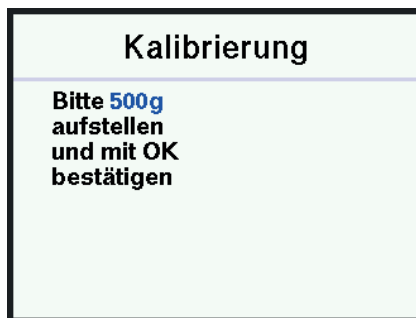 Kalibrierung
Bitte 500g
aufstellen
und mit OK
bestätigen